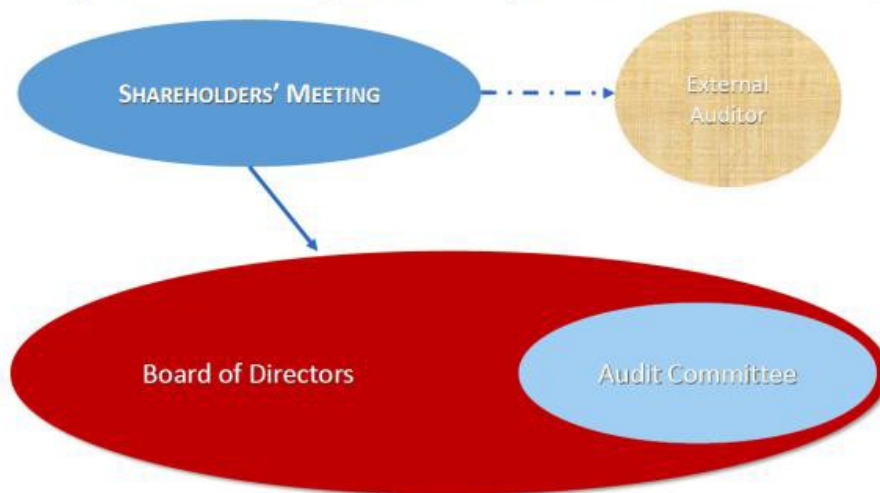 SHAREHOLDERS' MEETING
External
Auditor
Board of Directors
Audit Committee